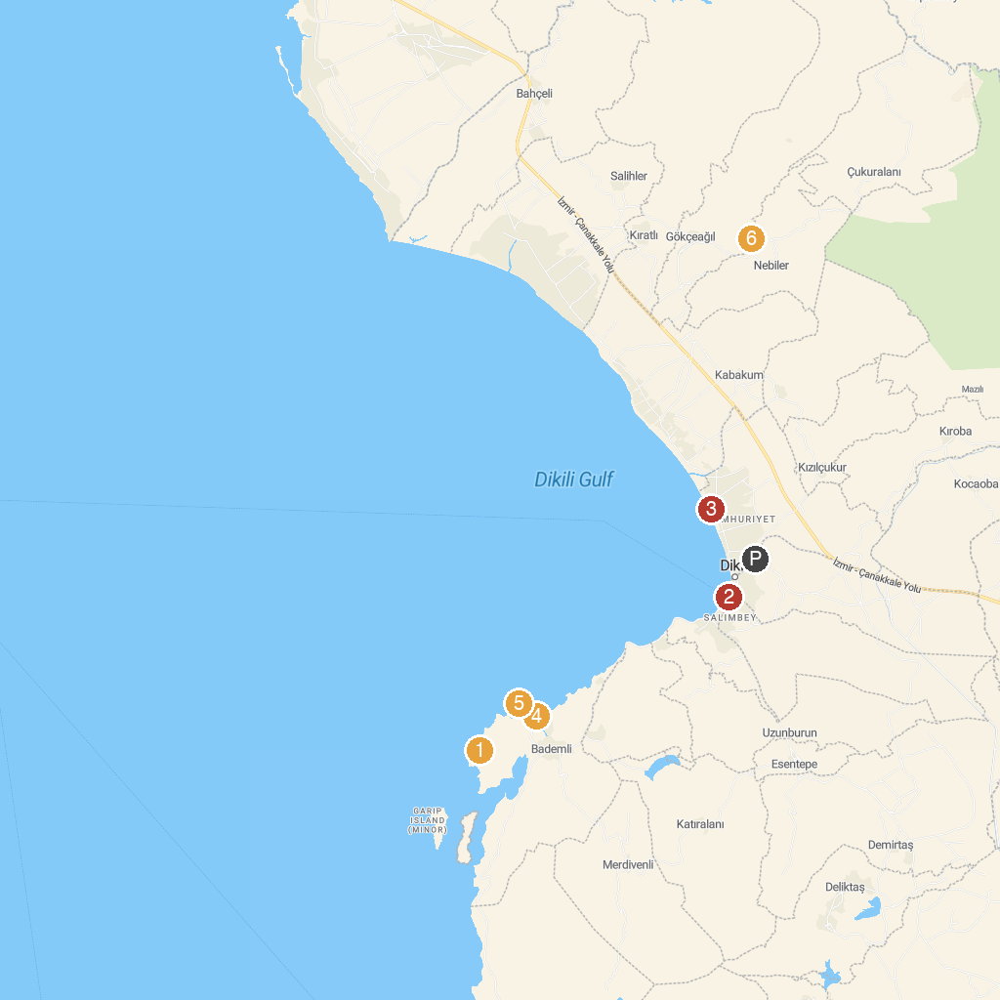 Bahçeli
Salihler
Çukuralanı
İzmir - Çanakkale Yolu
Kıratlı
Gökçeağıl
6
Nebiler
Kabakum
Mazılı
Kıroba
Kızılçukur
Dikili Gulf
Kocaoba
3
MHURIYET
P
Diki
İzmir - Çanakkale Yolu
2
SALIMBEY
5
4
1
Bademli
Uzunburun
Esentepe
GARIP
ISLAND
(MINOR)
Katıralanı
Demirtaş
Merdivenli
Deliktaş